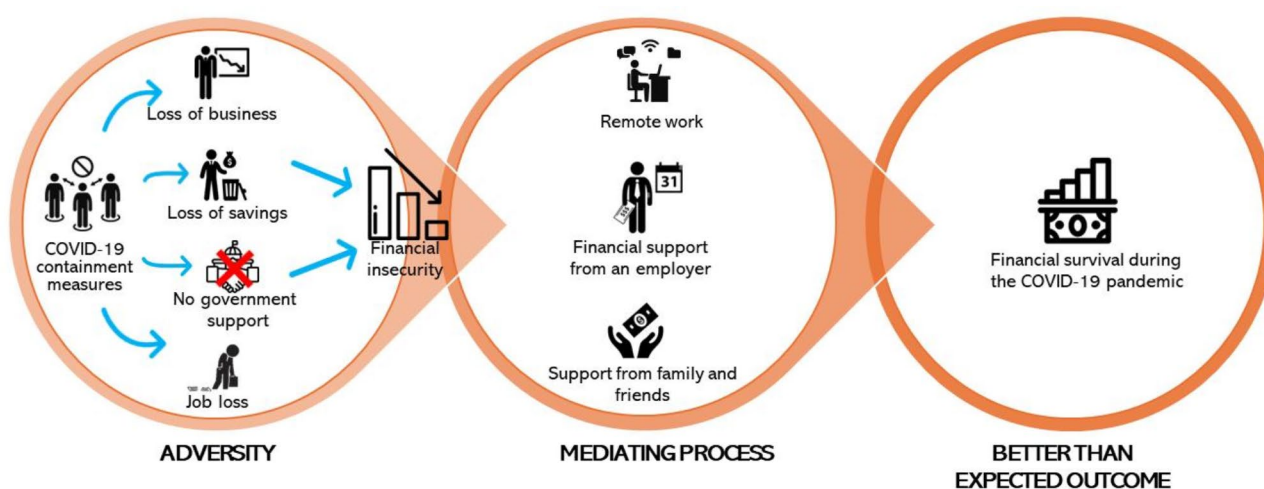 Loss of business
Loss of savings
COVID-19
containment
measures
No government
support
Job loss
Financial
insecurity
ADVERSITY
Remote work
31
$$$
Financial support
from an employer
Support from family and
friends
MEDIATING PROCESS
Financial survival during
the COVID-19 pandemic
BETTER THAN
EXPECTED OUTCOME